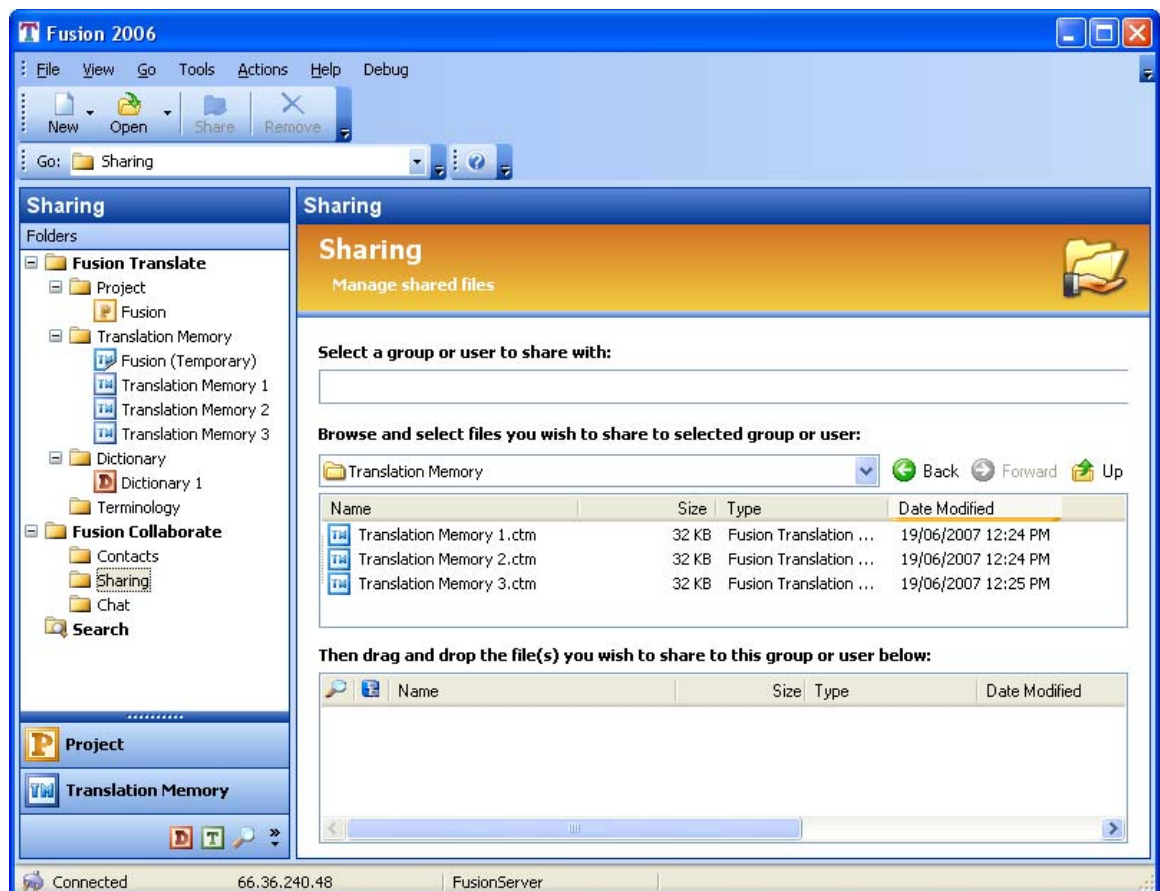 Fusion 2006
File View Go Tools Actions Help Debug
New Open Share Remove
Go: Sharing
Sharing
Folders
Fusion Translate
Project
Fusion
Translation Memory
Fusion (Temporary)
Translation Memory 1
Translation Memory 2
Translation Memory 3
Dictionary
Dictionary 1
Terminology
Fusion Collaborate
Contacts
Sharing
Chat
Search
Project
Translation Memory
Sharing
Sharing
Manage shared files
Select a group or user to share with:
Browse and select files you wish to share to selected group or user:
Translation Memory Back Forward Up
Name Size Type Date Modified
Translation Memory 1.ctm 32 KB Fusion Translation ... 19/06/2007 12:24 PM
Translation Memory 2.ctm 32 KB Fusion Translation ... 19/06/2007 12:24 PM
Translation Memory 3.ctm 32 KB Fusion Translation ... 19/06/2007 12:25 PM
Then drag and drop the file(s) you wish to share to this group or user below:
Name Size Type Date Modified
Connected 66.36.240.48 FusionServer